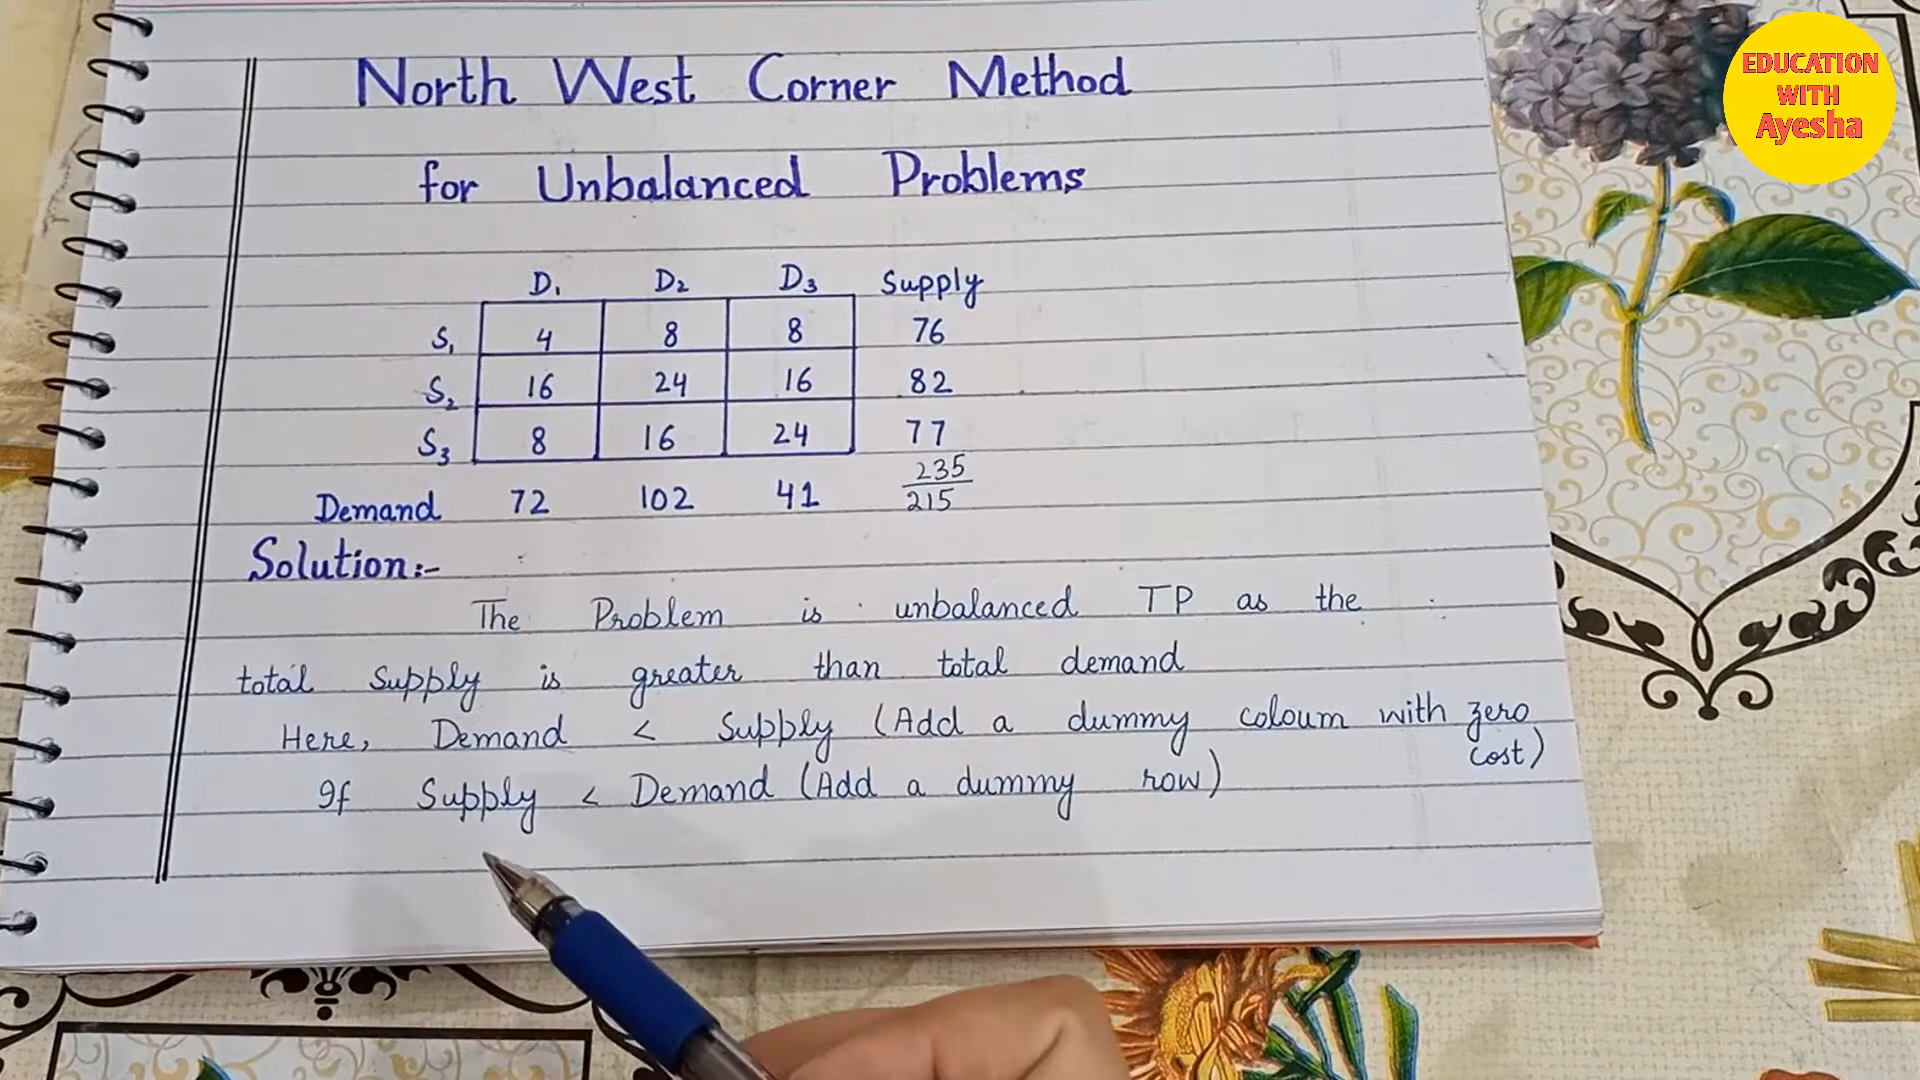 North West Corner Method
for Unbalanced Problems
D1 D2 D3 Supply
S1 4 8 8 76
S2 16 24 16 82
S3 8 16 24 77
235
Demand 72 102 41 215
Solution:-
The Problem is unbalanced TP as the
total Supply is greater than total demand
Here, Demand < Supply (Add a dummy coloum with zero
cost)
If Supply < Demand (Add a dummy row)
EDUCATION
WITH
Ayesha